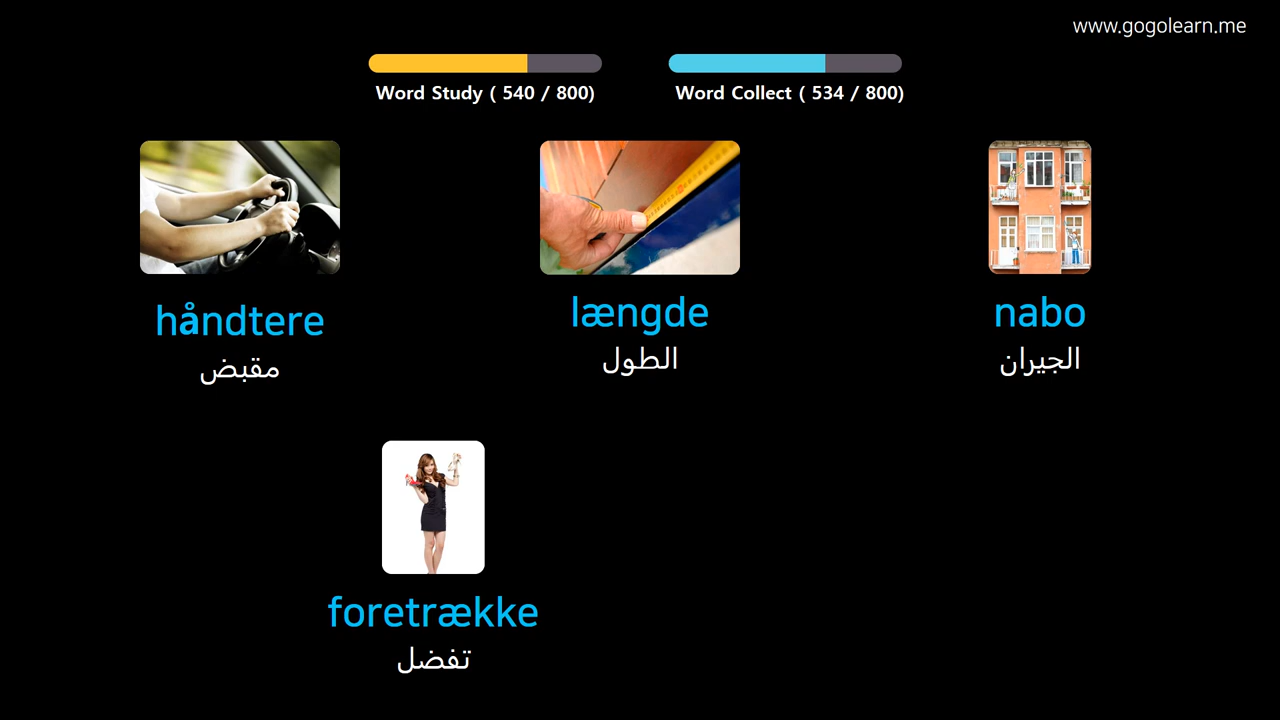 www.gogolearn.me
Word Study ( 540 / 800)
Word Collect ( 534 / 800)
håndtere
مقبض
længde
الطول
nabo
الجيران
foretrække
تفضل